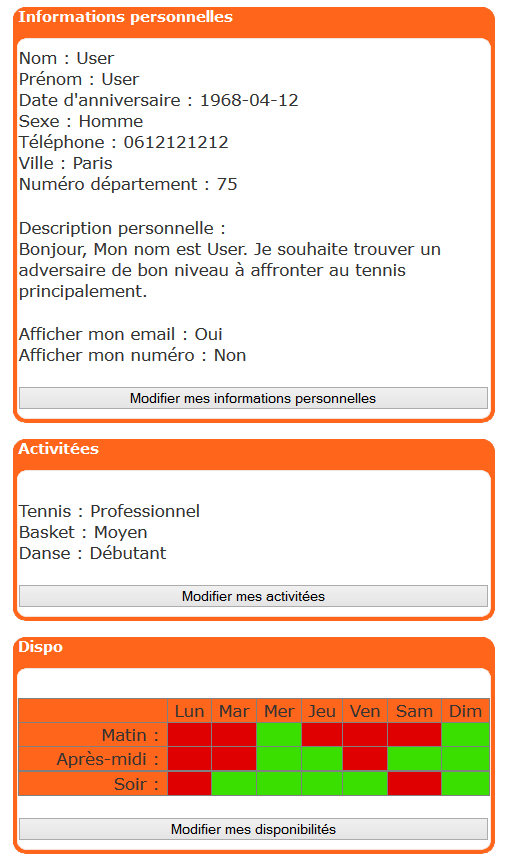 Informations personnelles
Nom : User
Prénom : User
Date d'anniversaire : 1968-04-12
Sexe : Homme
Téléphone : 0612121212
Ville : Paris
Numéro département : 75
Description personnelle :
Bonjour, Mon nom est User. Je souhaite trouver un
adversaire de bon niveau à affronter au tennis
principalement.
Afficher mon email : Oui
Afficher mon numéro : Non
Modifier mes informations personnelles
Activitées
Tennis : Professionnel
Basket : Moyen
Danse : Débutant
Modifier mes activitées
Dispo
Lun Mar Mer Jeu Ven Sam Dim
Matin :
Après-midi :
Soir :
Modifier mes disponibilités